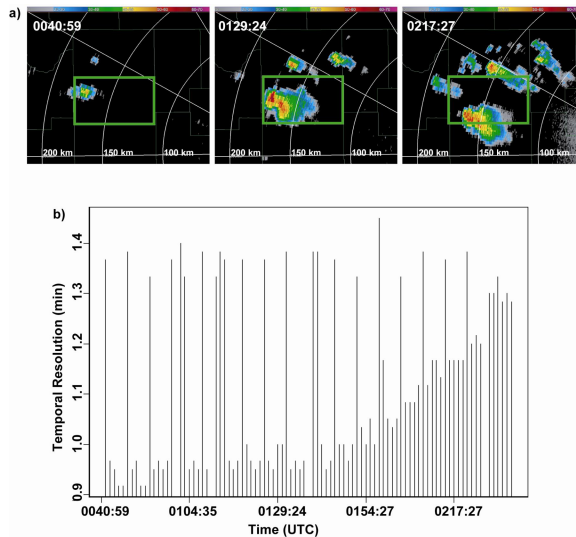 a)
0040:59
0129:24
0217:27
200 km 150 km 100 km
200 km 150 km 100 km
200 km 150 km 100 km
b)
Temporal Resolution (min)
1.4
1.3
1.2
1.1
1.0
0.9
0040:59 0104:35 0129:24 0154:27 0217:27
Time (UTC)